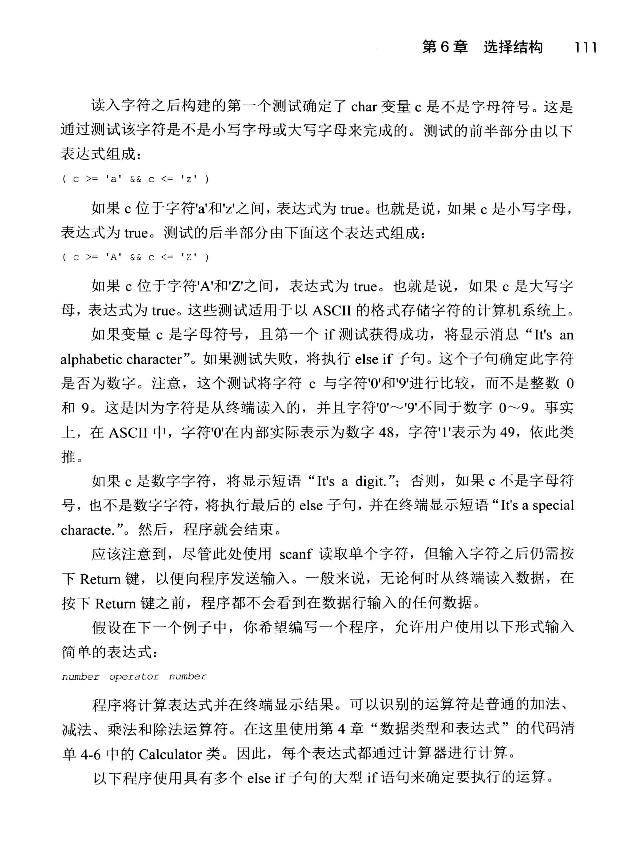 第 6 章　选择结构　111
读入字符之后构建的第一个测试确定了 char 变量 c 是不是字母符号。这是
通过测试该字符是不是小写字母或大写字母来完成的。测试的前半部分由以下
表达式组成：
( c >= 'a' && c <= 'z' )
如果 c 位于字符'a'和'z'之间，表达式为 true。也就是说，如果 c 是小写字母，
表达式为 true。测试的后半部分由下面这个表达式组成：
( c >= 'A' && c <= 'Z' )
如果 c 位于字符'A'和'Z'之间，表达式为 true。也就是说，如果 c 是大写字
母，表达式为 true。这些测试适用于以 ASCII 的格式存储字符的计算机系统上。
如果变量 c 是字母符号，且第一个 if 测试获得成功，将显示消息“It's an
alphabetic character”。如果测试失败，将执行 else if 子句。这个子句确定此字符
是否为数字。注意，这个测试将字符 c 与字符'0'和'9'进行比较，而不是整数 0
和 9。这是因为字符是从终端读入的，并且字符'0'～'9'不同于数字 0～9。事实
上，在 ASCII 中，字符'0'在内部实际表示为数字 48，字符'1'表示为 49，依此类
推。
如果 c 是数字字符，将显示短语“It's a digit.”；否则，如果 c 不是字母符
号，也不是数字字符，将执行最后的 else 子句，并在终端显示短语“It's a special
characte.”。然后，程序就会结束。
应该注意到，尽管此处使用 scanf 读取单个字符，但输入字符之后仍需按
下 Return 键，以便向程序发送输入。一般来说，无论何时从终端读入数据，在
按下 Return 键之前，程序都不会看到在数据行输入的任何数据。
假设在下一个例子中，你希望编写一个程序，允许用户使用以下形式输入
简单的表达式：
number operator number
程序将计算表达式并在终端显示结果。可以识别的运算符是普通的加法、
减法、乘法和除法运算符。在这里使用第 4 章“数据类型和表达式”的代码清
单 4-6 中的 Calculator 类。因此，每个表达式都通过计算器进行计算。
以下程序使用具有多个 else if 子句的大型 if 语句来确定要执行的运算。